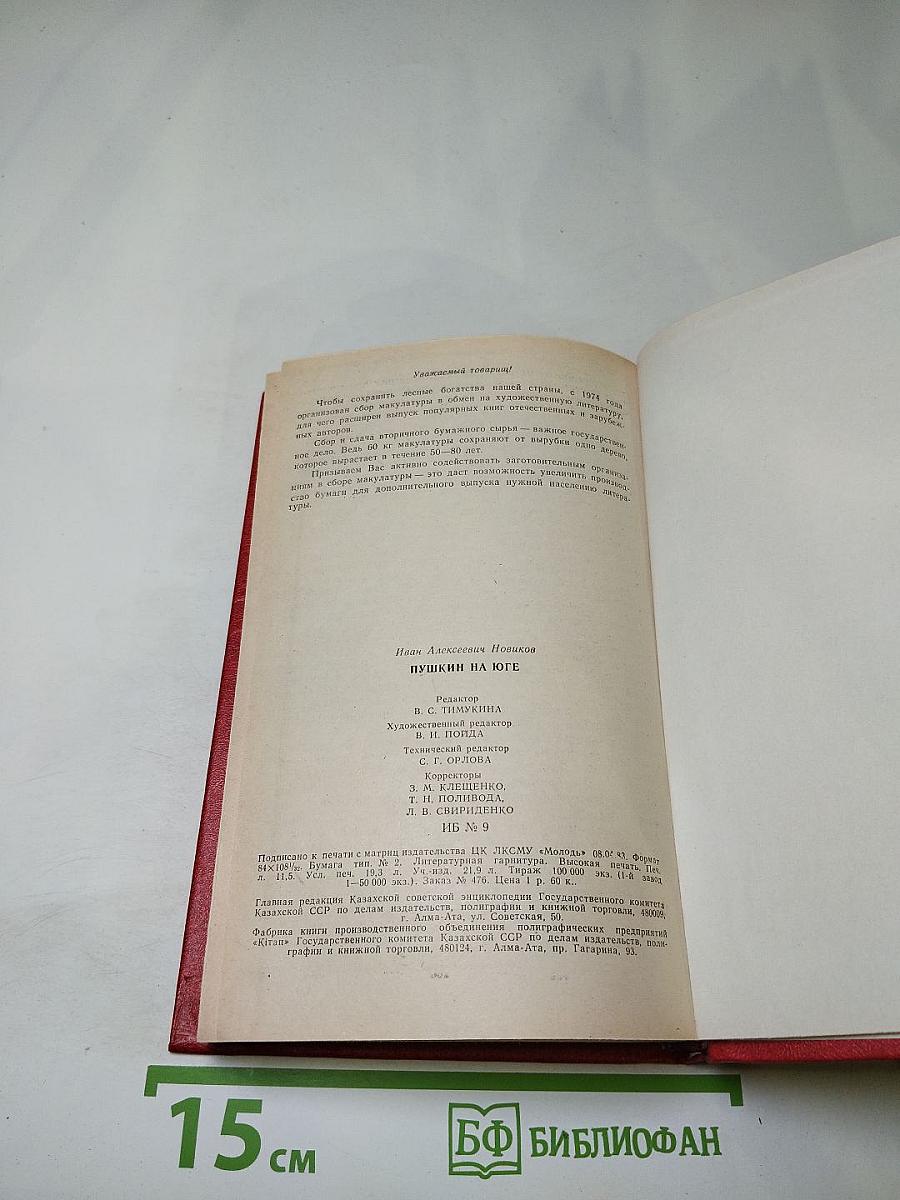 Уважаемый товарищ!
Чтобы сохранить лесные богатства нашей страны, с 1974 года
организован сбор макулатуры в обмен на художественную литературу,
для чего расширен выпуск популярных книг отечественных и зарубеж-
ных авторов.
Сбор и сдача вторичного бумажного сырья — важное государствен-
ное дело. Ведь 60 кг макулатуры сохраняют от вырубки одно дерево,
которое вырастает в течение 50—80 лет.
Призываем Вас активно содействовать заготовительным организа-
циям в сборе макулатуры — это даст возможность увеличить производ-
ство бумаги для дополнительного выпуска нужной населению литера-
туры.
Иван Алексеевич Новиков
ПУШКИН НА ЮГЕ
Редактор
В. С. ТИМУКИНА
Художественный редактор
В. И. ПОЙДА
Технический редактор
С. Г. ОРЛОВА
Корректоры
З. М. КЛЕЩЕНКО,
Т. Н. ПОЛИВОДА,
Л. В. СВИРИДЕНКО
ИБ № 9
Подписано к печати с матриц издательства ЦК ЛКСМУ «Молодь» Формат
84×108¹/₃₂. Бумага тип. № 2. Литературная гарнитура. Высокая печать. Печ.
л. 11,5. Усл. печ. 19,3 л. Уч.-изд. 21,9 л. Тираж 100 000 экз. (1-й завод
1—50 000 экз.). Заказ № 476. Цена 1 р. 60 к..
Главная редакция Казахской советской энциклопедии Государственного комитета
Казахской ССР по делам издательств, полиграфии и книжной торговли, 480009;
г. Алма-Ата, ул. Советская, 50.
Фабрика книги производственного объединения полиграфических предприятий
«Кітап» Государственного комитета Казахской ССР по делам издательств, поли-
графии и книжной торговли, 480124, г. Алма-Ата, пр. Гагарина, 93.
15 см
БФ БИБЛИОФАН